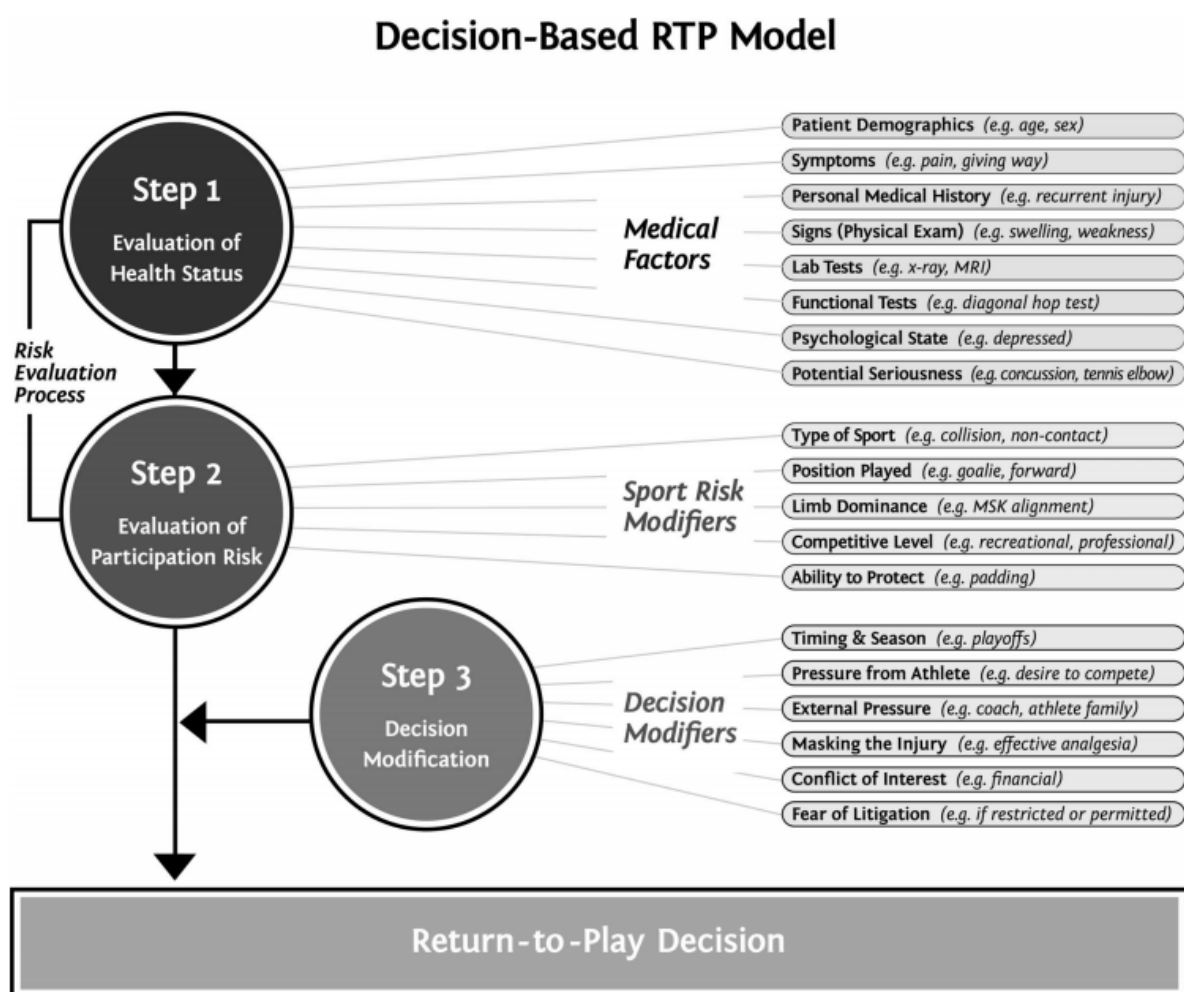 Decision-Based RTP Model
Step 1
Evaluation of
Health Status
Risk
Evaluation
Process
Medical
Factors
Patient Demographics (e.g. age, sex)
Symptoms (e.g. pain, giving way)
Personal Medical History (e.g. recurrent injury)
Signs (Physical Exam) (e.g. swelling, weakness)
Lab Tests (e.g. x-ray, MRI)
Functional Tests (e.g. diagonal hop test)
Psychological State (e.g. depressed)
Potential Seriousness (e.g. concussion, tennis elbow)
Step 2
Evaluation of
Participation Risk
Sport Risk
Modifiers
Type of Sport (e.g. collision, non-contact)
Position Played (e.g. goalie, forward)
Limb Dominance (e.g. MSK alignment)
Competitive Level (e.g. recreational, professional)
Ability to Protect (e.g. padding)
Step 3
Decision
Modification
Decision
Modifiers
Timing & Season (e.g. playoffs)
Pressure from Athlete (e.g. desire to compete)
External Pressure (e.g. coach, athlete family)
Masking the Injury (e.g. effective analgesia)
Conflict of Interest (e.g. financial)
Fear of Litigation (e.g. if restricted or permitted)
Return-to-Play Decision